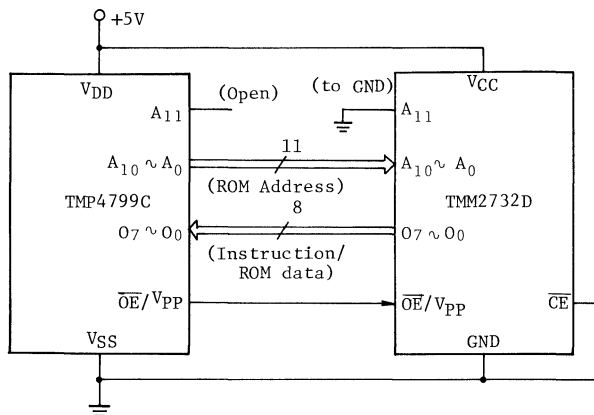 +5V
VDD
A11
(Open)
(to GND)
VCC
A11
A10 ~ A0
11
(ROM Address)
A10 ~ A0
TMP4799C
TMM2732D
O7 ~ O0
8
(Instruction/
ROM data)
O7 ~ O0
OE/VPP
OE/VPP
CE
VSS
GND